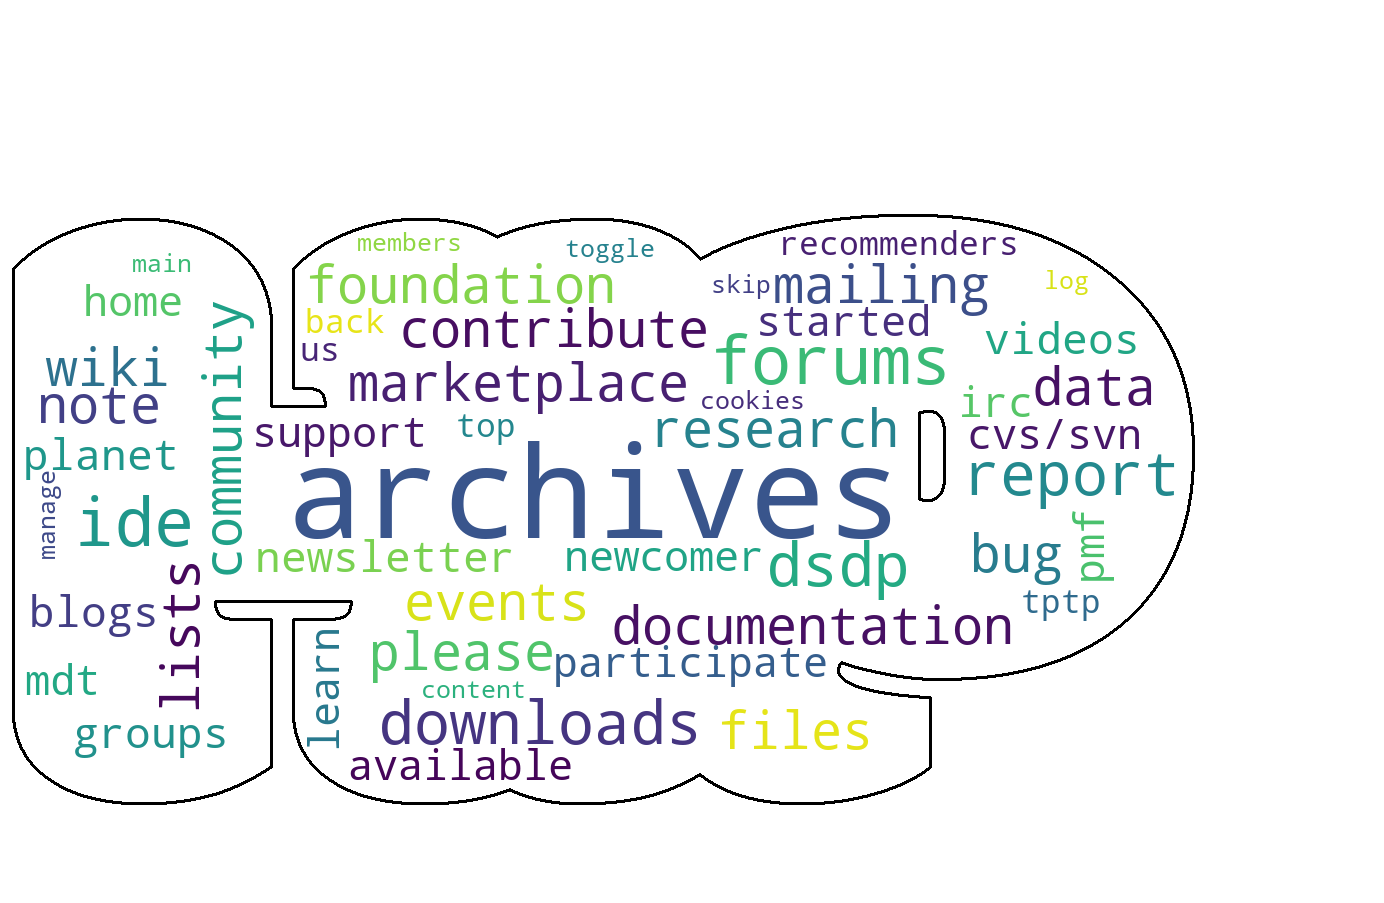 members
toggle
recommenders
main
foundation
skip
mailing
log
home
back
contribute
started
us
videos
community
wiki
marketplace
forums
note
cookies
irc
data
support
top
research
cvs/svn
planet
archives
report
manage
ide
newsletter
newcomer
dsdp
bug
pmf
lists
blogs
events
documentation
tptp
learn
please
participate
mdt
content
groups
downloads
files
available